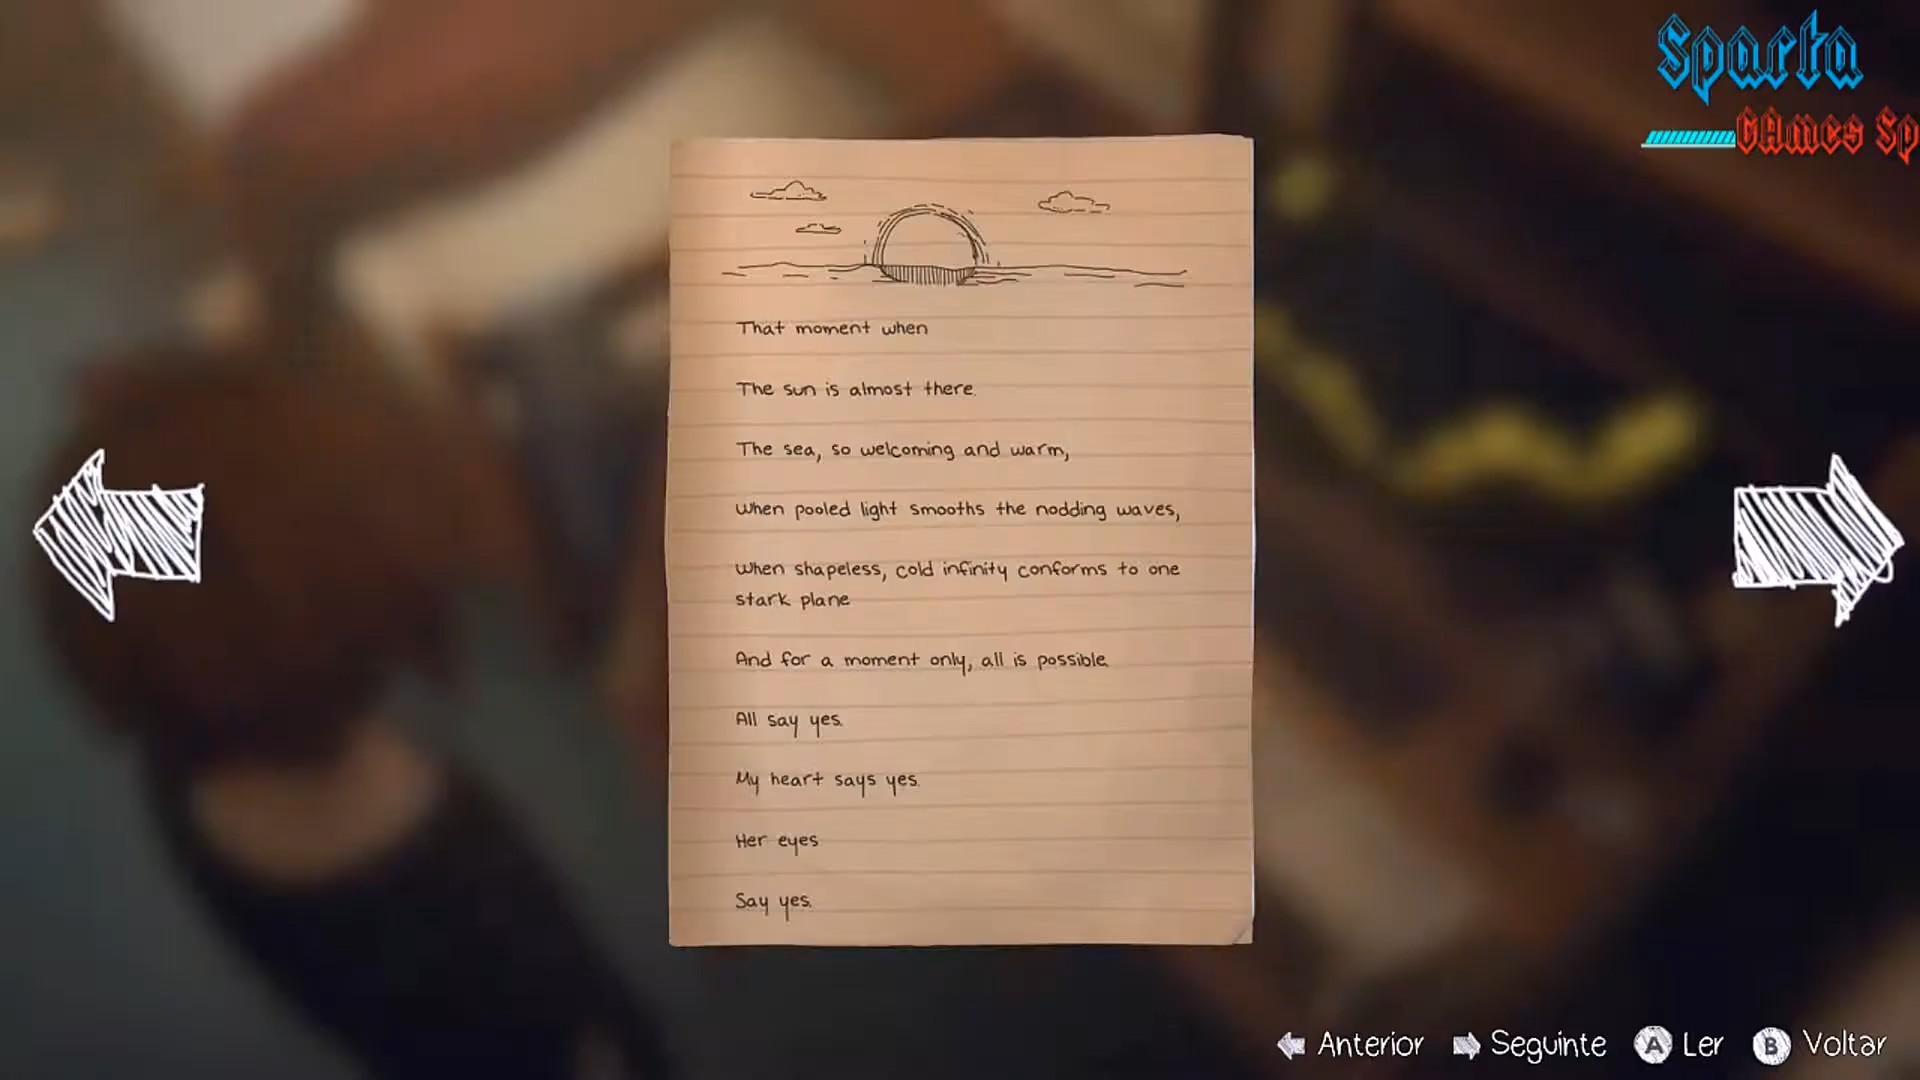 Sparta
GAmes Sp
That moment when
The sun is almost there.
The sea, so welcoming and warm,
When pooled light smooths the nodding waves,
When shapeless, cold infinity conforms to one
stark plane
And for a moment only, all is possible.
All say yes.
My heart says yes.
Her eyes
Say yes.
Anterior Seguinte A Ler B Voltar